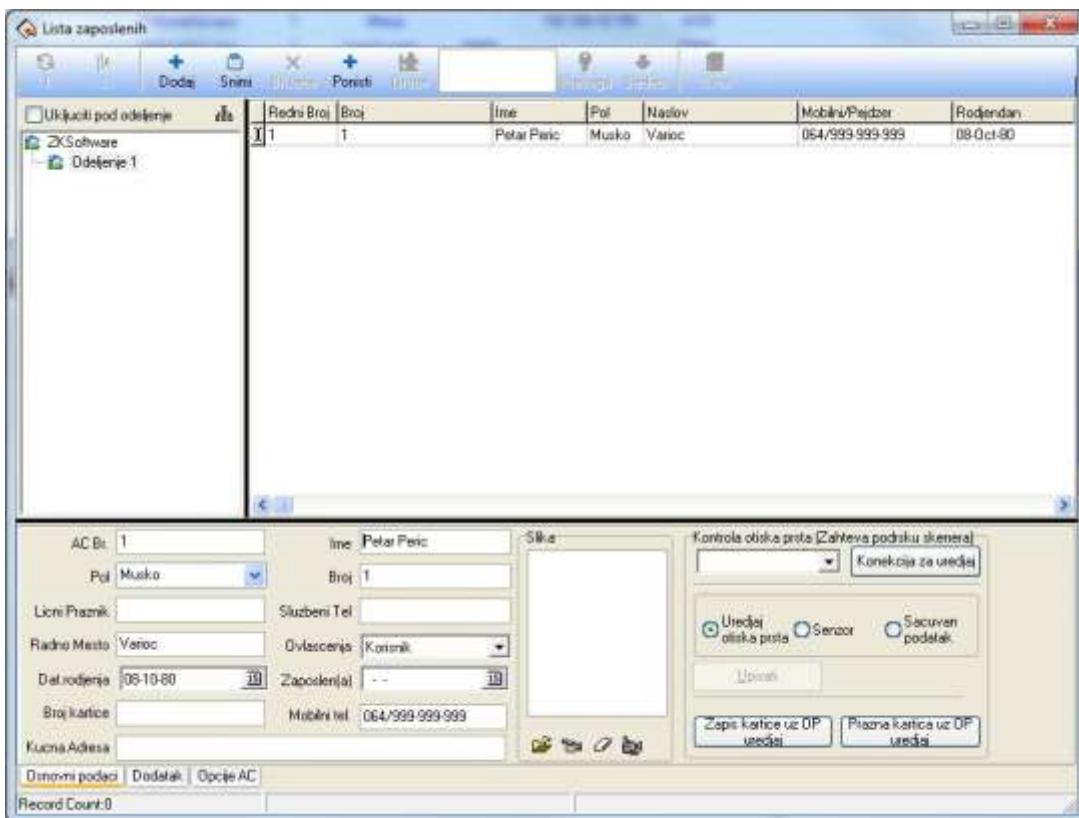 Lista zaposlenih
Dodaj Snimi Ponisti
Ukljuciti pod odeljenje
ZKSoftware
Odeljenje 1
Redni Broj Broj Ime Pol Naslov Mobilni/Pejdzer Rodjendan
1 1 Petar Peric Musko Varioc 064/999-999-999 08-Oct-80
AC Br. 1 Ime Petar Peric
Pol Musko Broj 1
Licni Praznik Sluzbeni Tel
Radno Mesto Varioc Ovlascenja Korisnik
Dat.rodjenja 08-10-80 15 Zaposlen(a) - - 15
Broj kartice Mobilni tel. 064/999-999-999
Kucna Adresa
Slika
Kontrola otiska prsta (Zahteva podrsku skenera)
Konekcija za uredjaj
Uredjaj otiska prsta Senzor Sacuvan podatak
Upisati
Zapis kartice uz OP uredjaj Prazna kartica uz OP uredjaj
Osnovni podaci Dodatak Opcije AC
Record Count:0